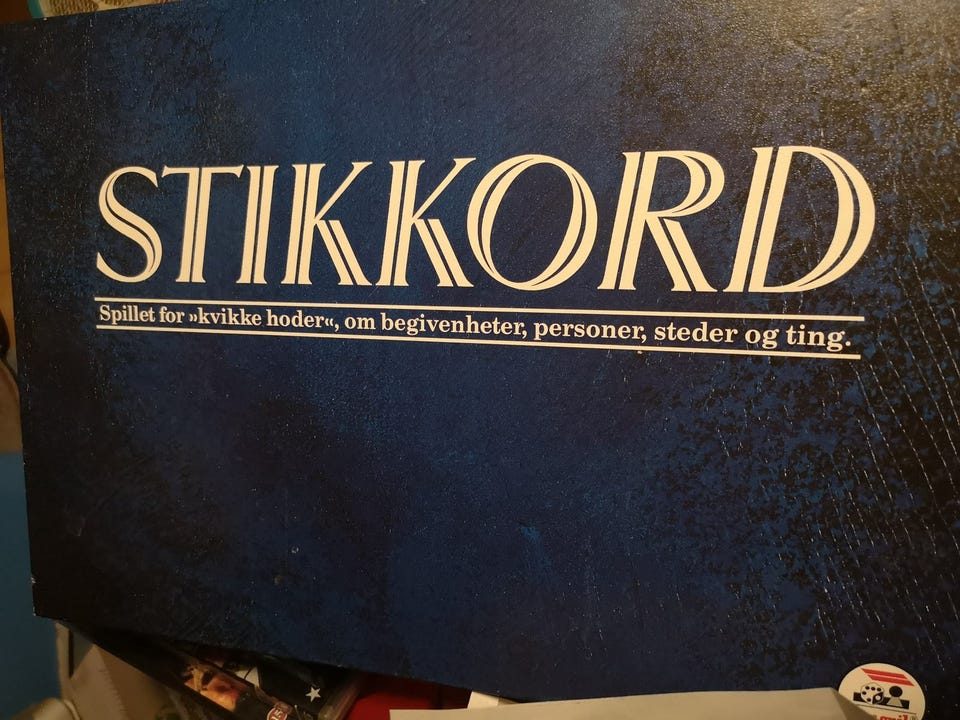 STIKKORD
Spillet for »kvikke hoder«, om begivenheter, personer, steder og ting.